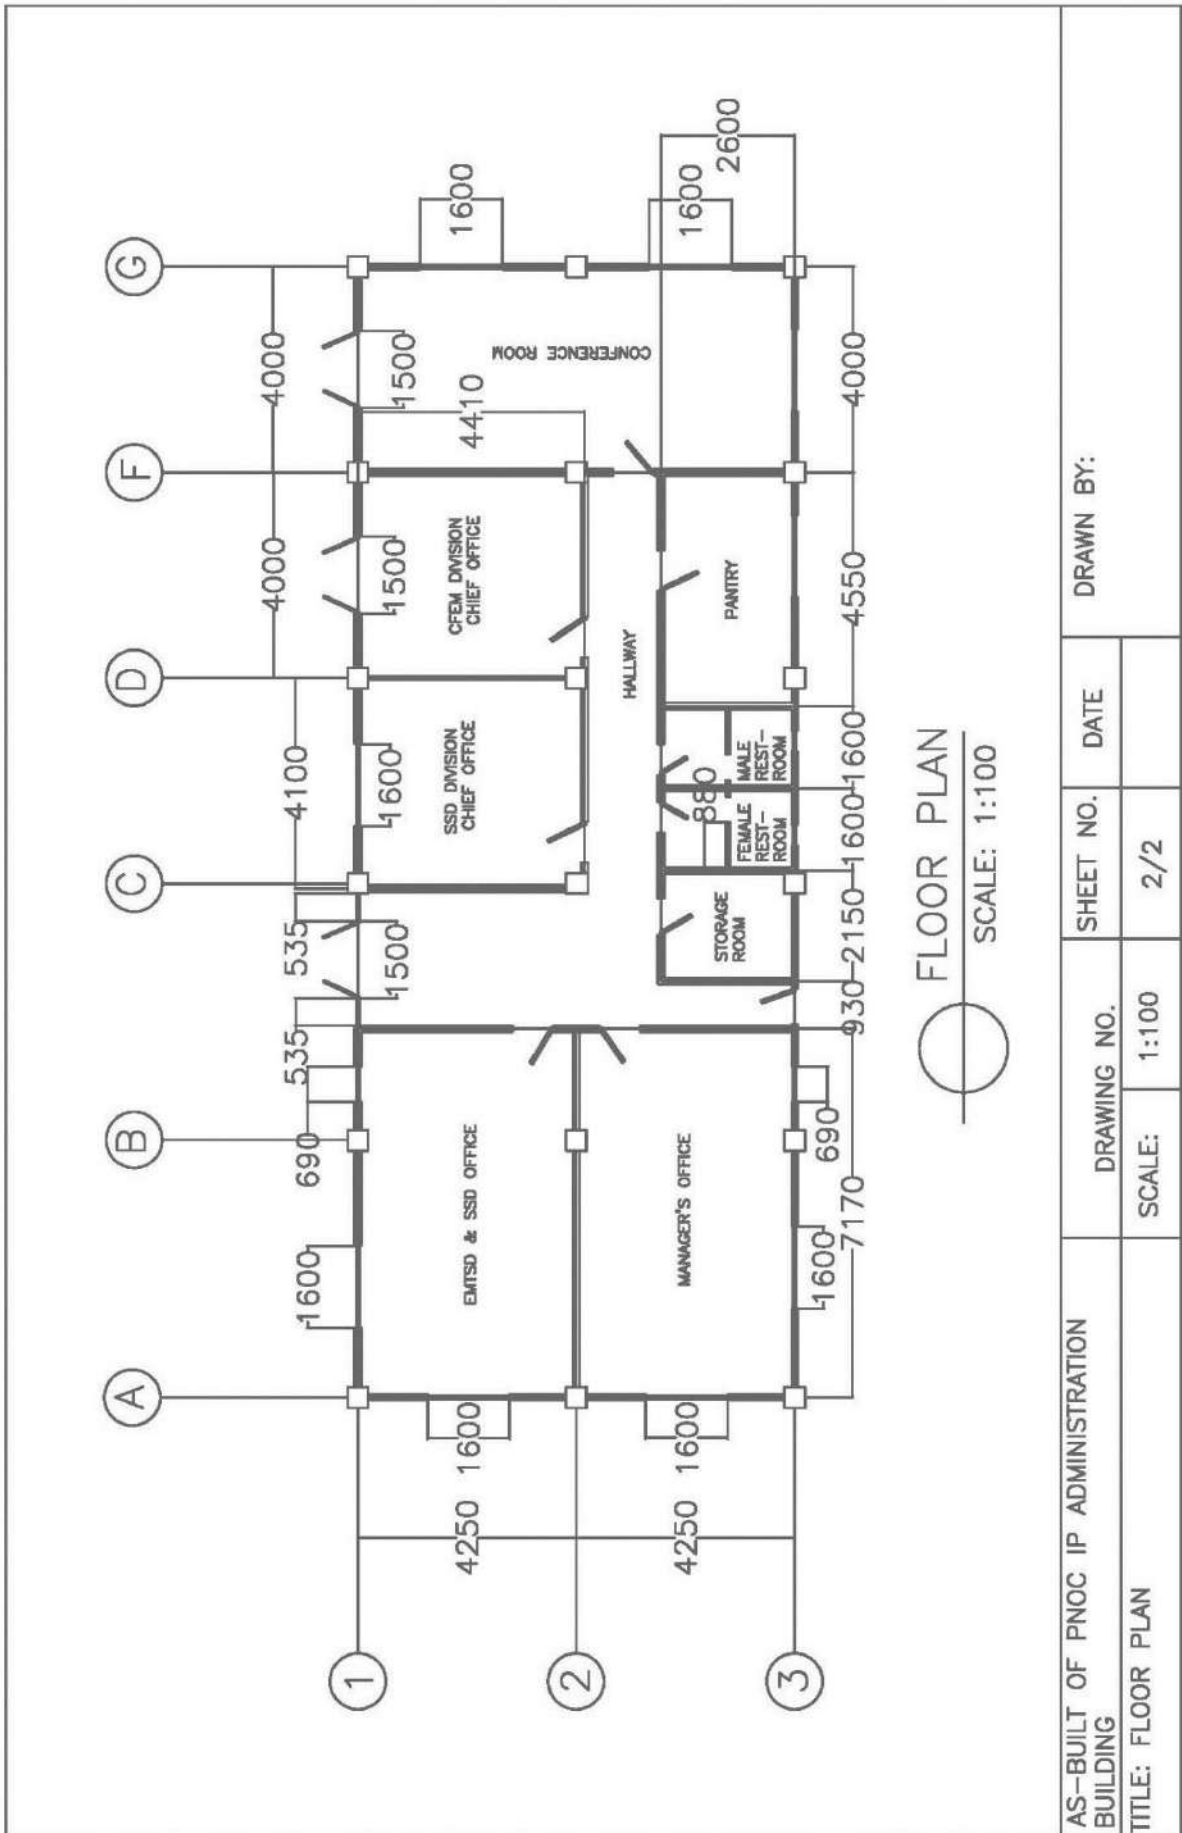 A
B
C
D
F
G
4100
4000
4000
690
535
535
1600
1500
1600
1500
1500
1
2
3
4250
4250
1600
1600
4410
1600
1600
2600
EMTSD & SSD OFFICE
SSD DIVISION
CHIEF OFFICE
CFEM DIVISION
CHIEF OFFICE
CONFERENCE ROOM
HALLWAY
MANAGER'S OFFICE
STORAGE
ROOM
880
FEMALE
REST-
ROOM
MALE
REST-
ROOM
PANTRY
1600
690
7170
930
2150
1600
1600
4550
4000
FLOOR PLAN
SCALE: 1:100
AS-BUILT OF PNOC IP ADMINISTRATION
BUILDING
TITLE: FLOOR PLAN
DRAWING NO.
SCALE: 1:100
SHEET NO.
2/2
DATE
DRAWN BY: